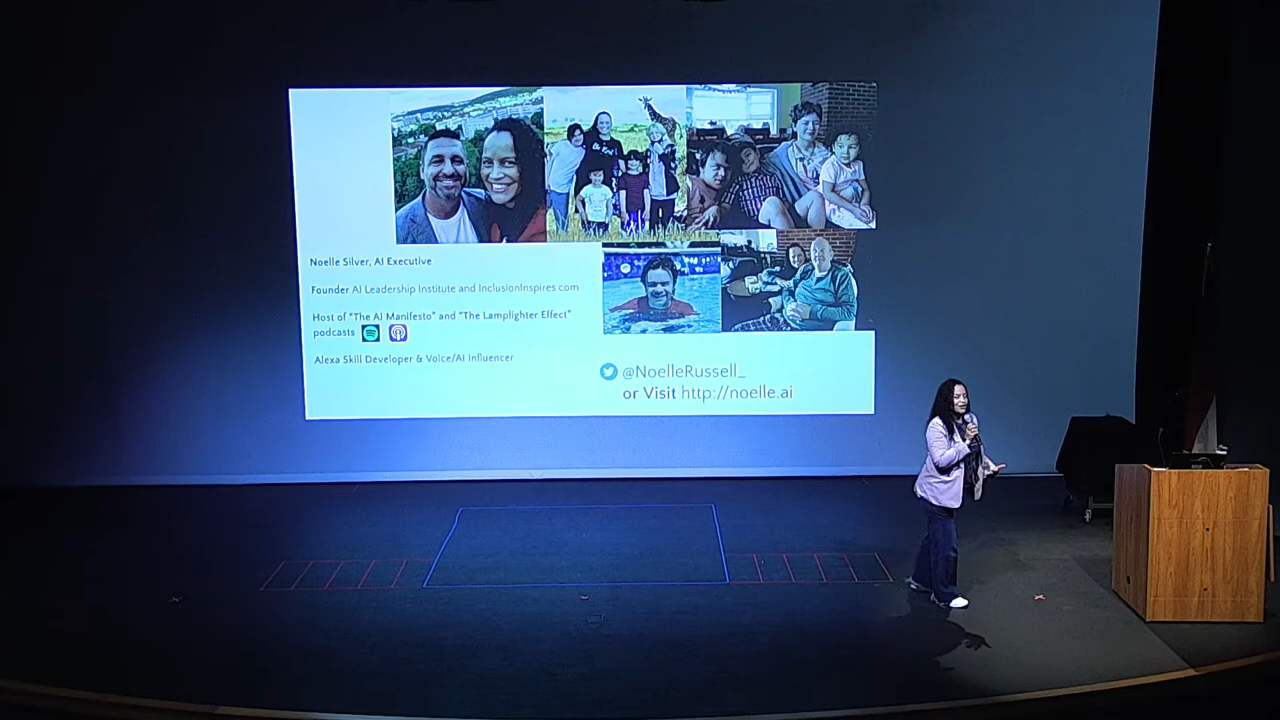 Noelle Silver, AI Executive
Founder AI Leadership Institute and InclusionInspires.com
Host of "The AI Manifesto" and "The Lamplighter Effect"
podcasts
Alexa Skill Developer & Voice/AI Influencer
@NoelleRussell_
or Visit http://noelle.ai